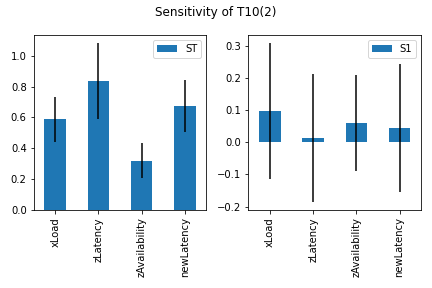 Sensitivity of T10(2)
ST
1.0
0.8
0.6
0.4
0.2
0.0
xLoad
zLatency
zAvailability
newLatency
S1
0.3
0.2
0.1
0.0
−0.1
−0.2
xLoad
zLatency
zAvailability
newLatency